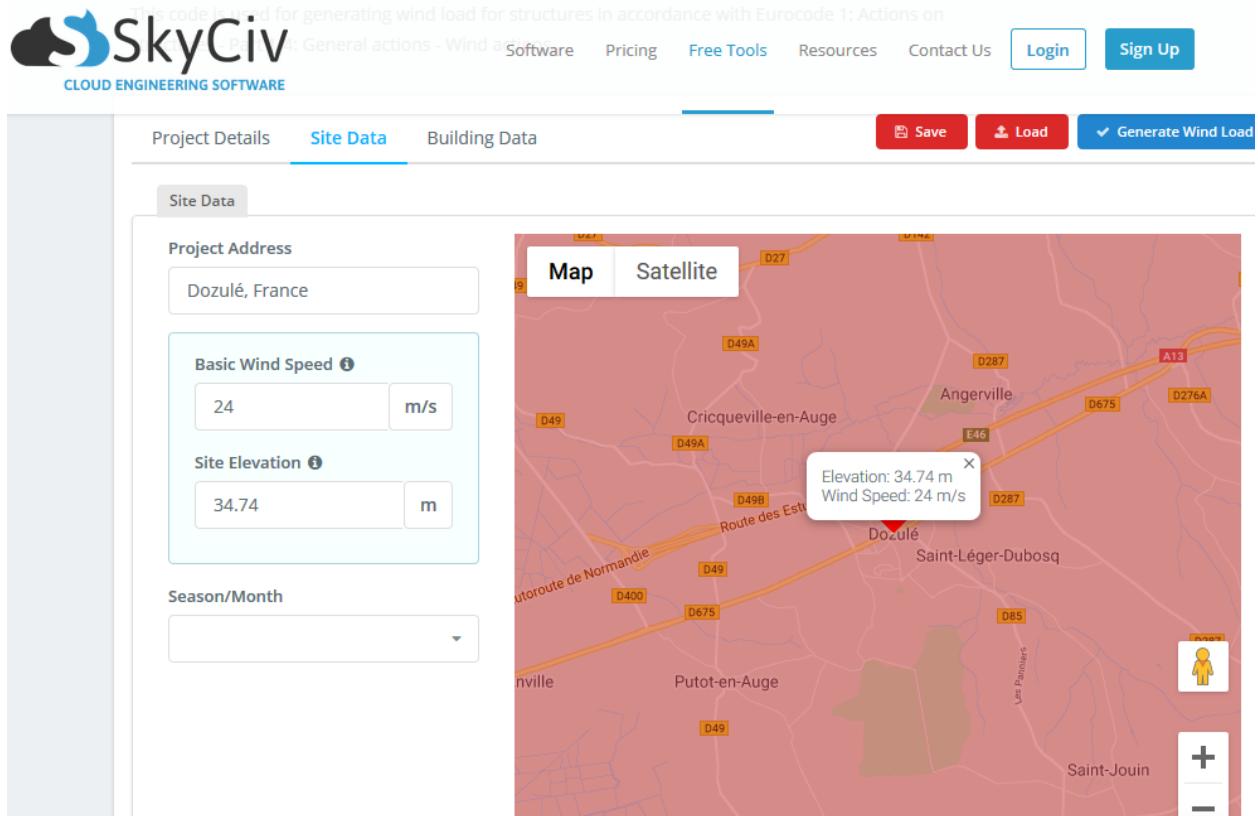 This code is used for generating wind load for structures in accordance with Eurocode 1: Actions on
SkyCiv
CLOUD ENGINEERING SOFTWARE
4: General actions - Wind actions
Software Pricing Free Tools Resources Contact Us Login Sign Up
Project Details Site Data Building Data Save Load Generate Wind Load
Site Data
Project Address
Dozulé, France
Basic Wind Speed
24 m/s
Site Elevation
34.74 m
Season/Month
Map Satellite
D27
D142
D27
D49A
A13
D287
D276A
Angerville
D675
D49
Cricqueville-en-Auge
E46
D49A
Elevation: 34.74 m
Wind Speed: 24 m/s
D49B
D287
Route des Estu
Dozulé
Saint-Léger-Dubosq
utoroute de Normandie
D49
D400
D675
D85
D287
Les Panniers
nville
Putot-en-Auge
D49
Saint-Jouin